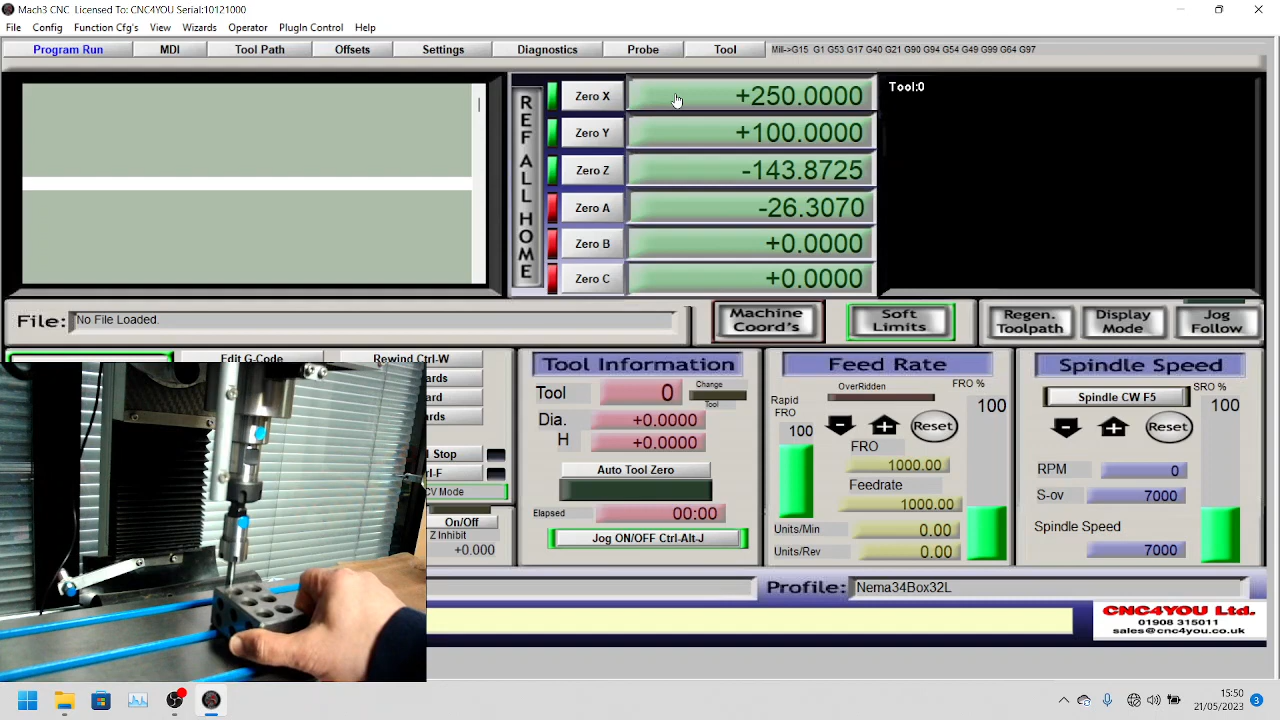 Mach3 CNC Licensed To: CNC4YOU Serial:10121000
File Config Function Cfg's View Wizards Operator PlugIn Control Help
Program Run MDI Tool Path Offsets Settings Diagnostics Probe Tool Mill->G15 G1 G53 G17 G40 G21 G90 G94 G54 G49 G99 G64 G97
REF ALL HOME
Zero X +250.0000
Zero Y +100.0000
Zero Z -143.8725
Zero A -26.3070
Zero B +0.0000
Zero C +0.0000
Tool:0
File: No File Loaded.
Machine Coord's
Soft Limits
Regen. Toolpath
Display Mode
Jog Follow
Edit G-Code Rewind Ctrl-W
ards
ard
ards
Stop
rl-F
CV Mode
On/Off
Z Inhibit
+0.000
Tool Information
Tool 0 Change Tool
Dia. +0.0000
H +0.0000
Auto Tool Zero
Elapsed 00:00
Jog ON/OFF Ctrl-Alt-J
Feed Rate
OverRidden FRO %
100
Rapid FRO
100
Reset
FRO
1000.00
Feedrate
1000.00
Units/Min 0.00
Units/Rev 0.00
Spindle Speed
Spindle CW F5 SRO %
100
Reset
RPM 0
S-ov 7000
Spindle Speed
7000
Profile: Nema34Box32L
CNC4YOU Ltd.
01908 315011
sales@cnc4you.co.uk
15:50
21/05/2023
3